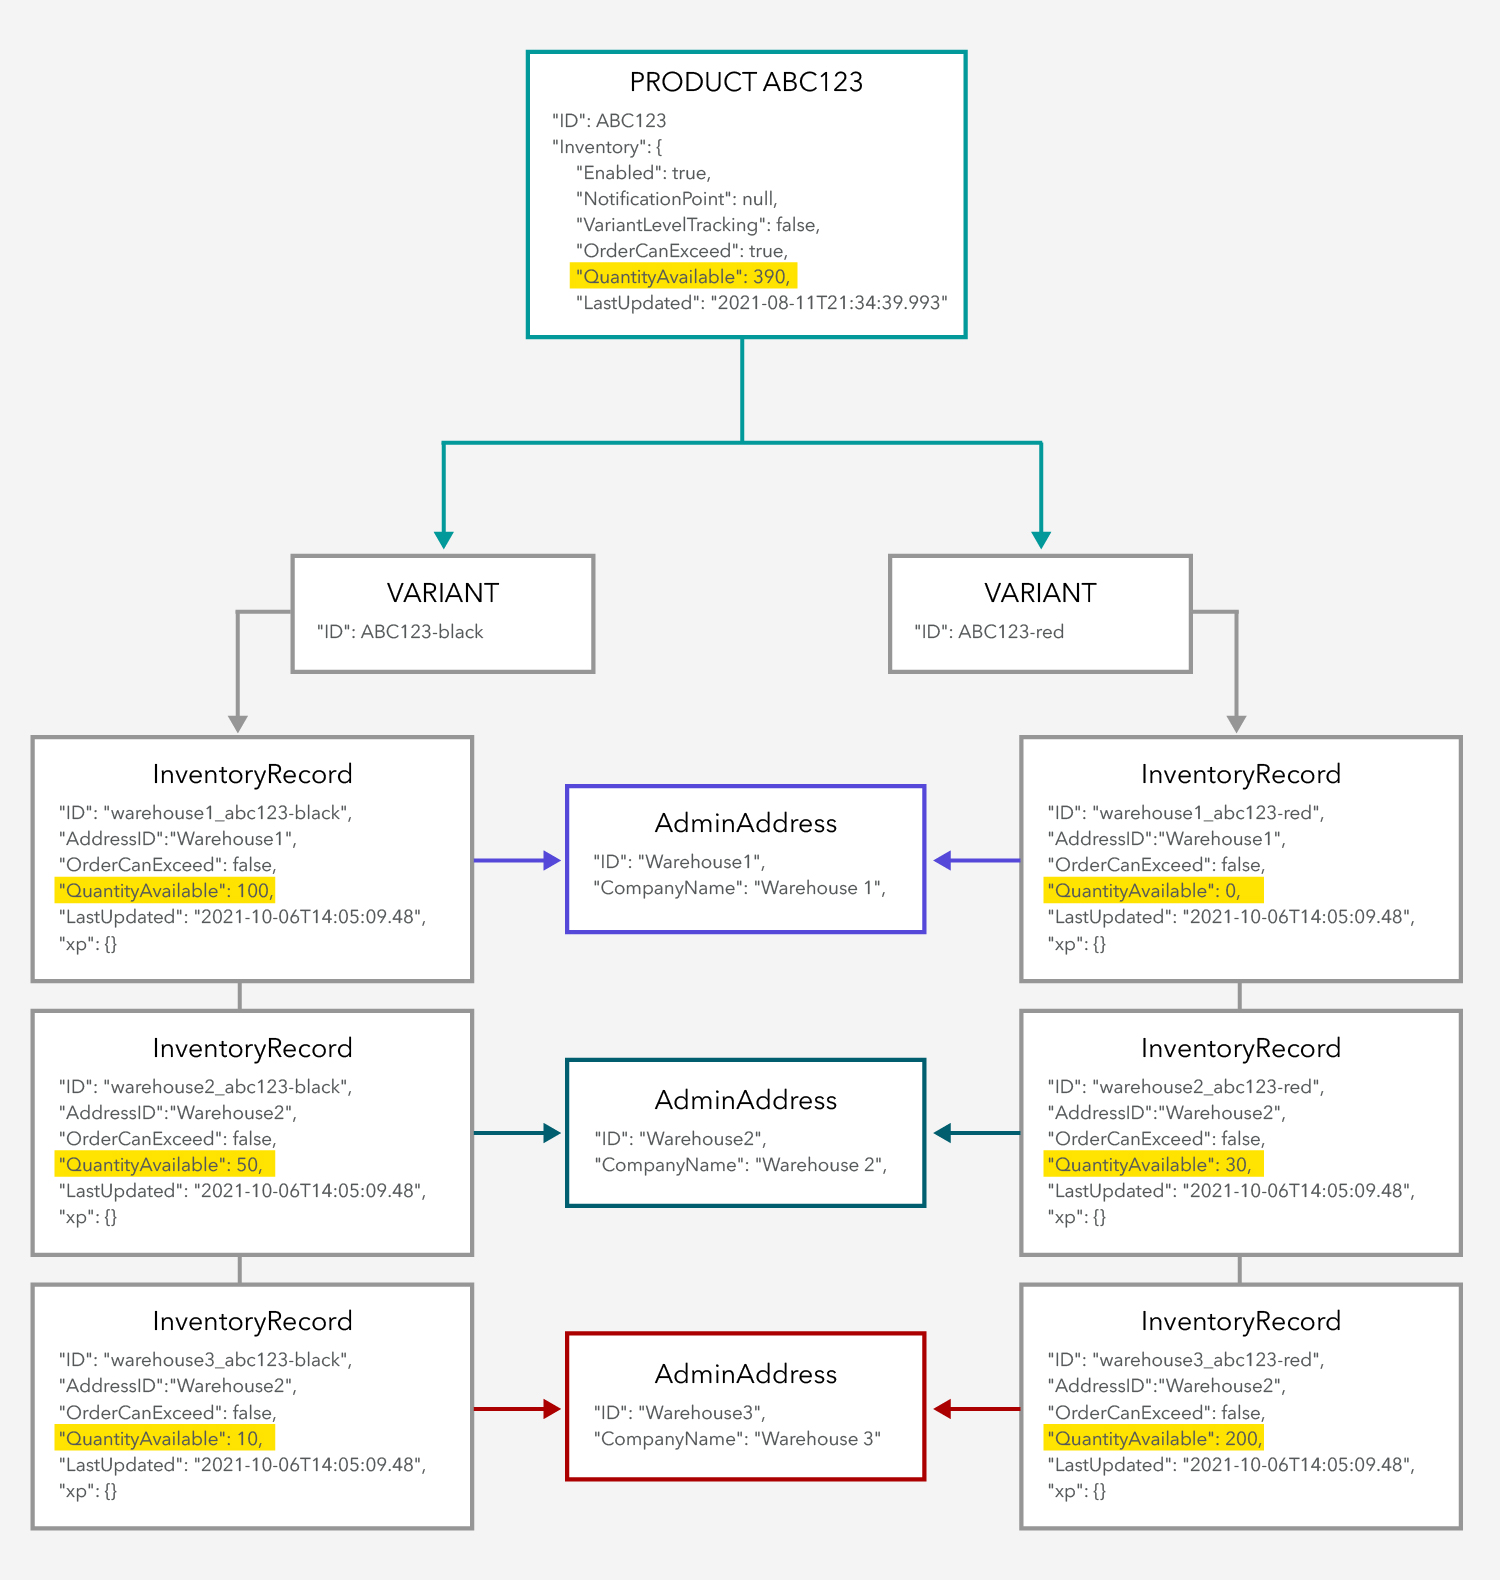 PRODUCT ABC123
"ID": ABC123
"Inventory": {
"Enabled": true,
"NotificationPoint": null,
"VariantLevelTracking": false,
"OrderCanExceed": true,
"QuantityAvailable": 390,
"LastUpdated": "2021-08-11T21:34:39.993"
VARIANT
"ID": ABC123-black
VARIANT
"ID": ABC123-red
InventoryRecord
"ID": "warehouse1_abc123-black",
"AddressID":"Warehouse1",
"OrderCanExceed": false,
"QuantityAvailable": 100,
"LastUpdated": "2021-10-06T14:05:09.48",
"xp": {}
AdminAddress
"ID": "Warehouse1",
"CompanyName": "Warehouse 1",
InventoryRecord
"ID": "warehouse1_abc123-red",
"AddressID":"Warehouse1",
"OrderCanExceed": false,
"QuantityAvailable": 0,
"LastUpdated": "2021-10-06T14:05:09.48",
"xp": {}
InventoryRecord
"ID": "warehouse2_abc123-black",
"AddressID":"Warehouse2",
"OrderCanExceed": false,
"QuantityAvailable": 50,
"LastUpdated": "2021-10-06T14:05:09.48",
"xp": {}
AdminAddress
"ID": "Warehouse2",
"CompanyName": "Warehouse 2",
InventoryRecord
"ID": "warehouse2_abc123-red",
"AddressID":"Warehouse2",
"OrderCanExceed": false,
"QuantityAvailable": 30,
"LastUpdated": "2021-10-06T14:05:09.48",
"xp": {}
InventoryRecord
"ID": "warehouse3_abc123-black",
"AddressID":"Warehouse2",
"OrderCanExceed": false,
"QuantityAvailable": 10,
"LastUpdated": "2021-10-06T14:05:09.48",
"xp": {}
AdminAddress
"ID": "Warehouse3",
"CompanyName": "Warehouse 3"
InventoryRecord
"ID": "warehouse3_abc123-red",
"AddressID":"Warehouse2",
"OrderCanExceed": false,
"QuantityAvailable": 200,
"LastUpdated": "2021-10-06T14:05:09.48",
"xp": {}